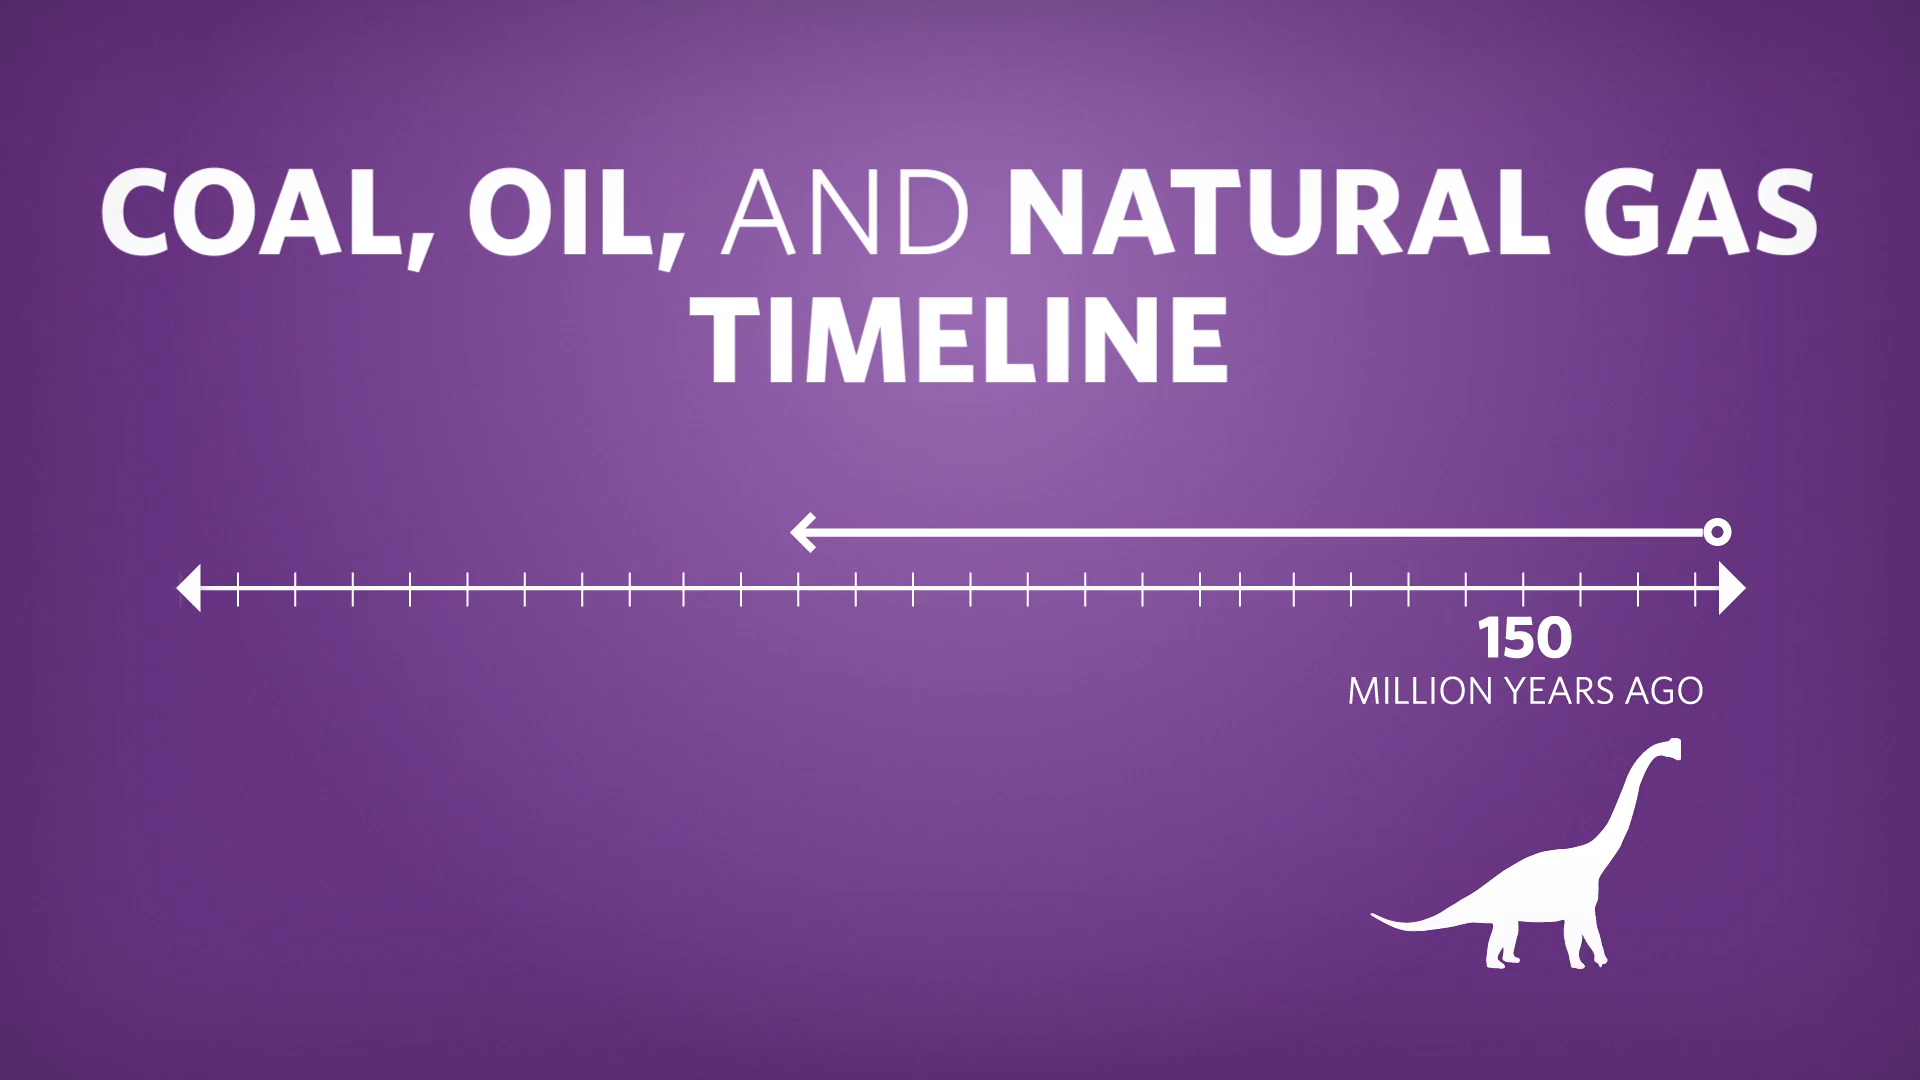 COAL, OIL, AND NATURAL GAS
TIMELINE
150
MILLION YEARS AGO